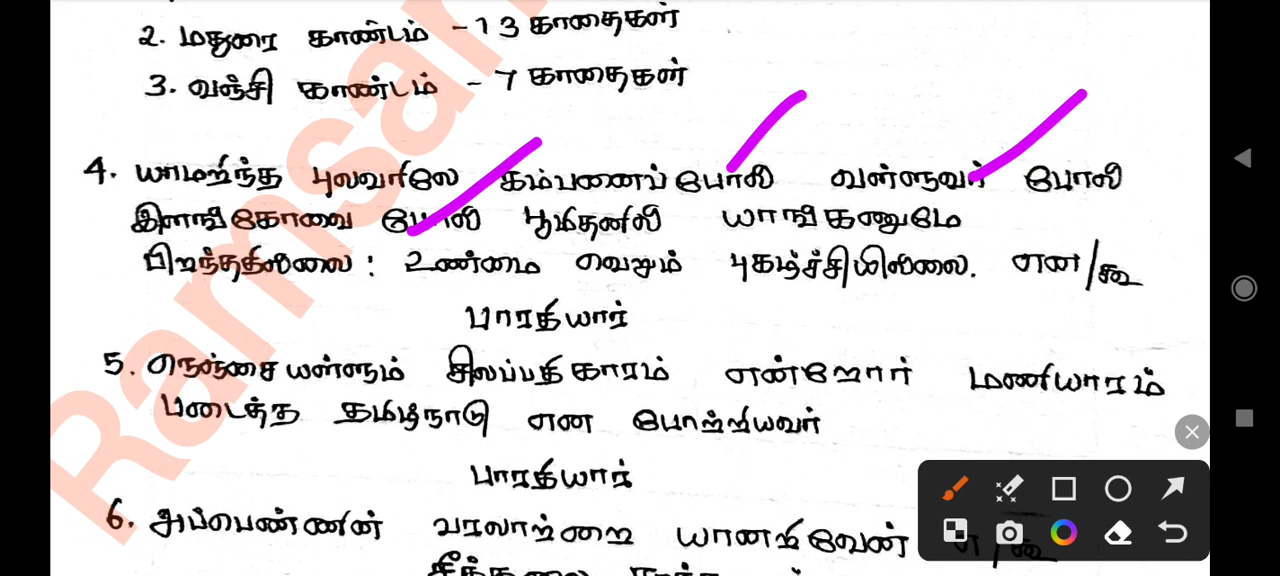 2. மதுரை காண்டம் - 13 காதைகள்
3. வஞ்சி காண்டம் - 7 காதைகள்
4. யாமறிந்த புலவரிலே கம்பனைப் போல் வள்ளுவர் போல்
இளங்கோவை போல் பூமிதனில் யாங்கணுமே
பிறந்ததில்லை: உண்மை வெறும் புகழ்ச்சியில்லை. என/கூ
பாரதியார்
5. நெஞ்சையள்ளும் சிலப்பதிகாரம் என்றோர் மணியாரம்
படைத்த தமிழ்நாடு என போற்றியவர்
பாரதியார்
6. அப்பெண்ணின் வரலாற்றை யானறிவேன் எ/கூ
Ramsan